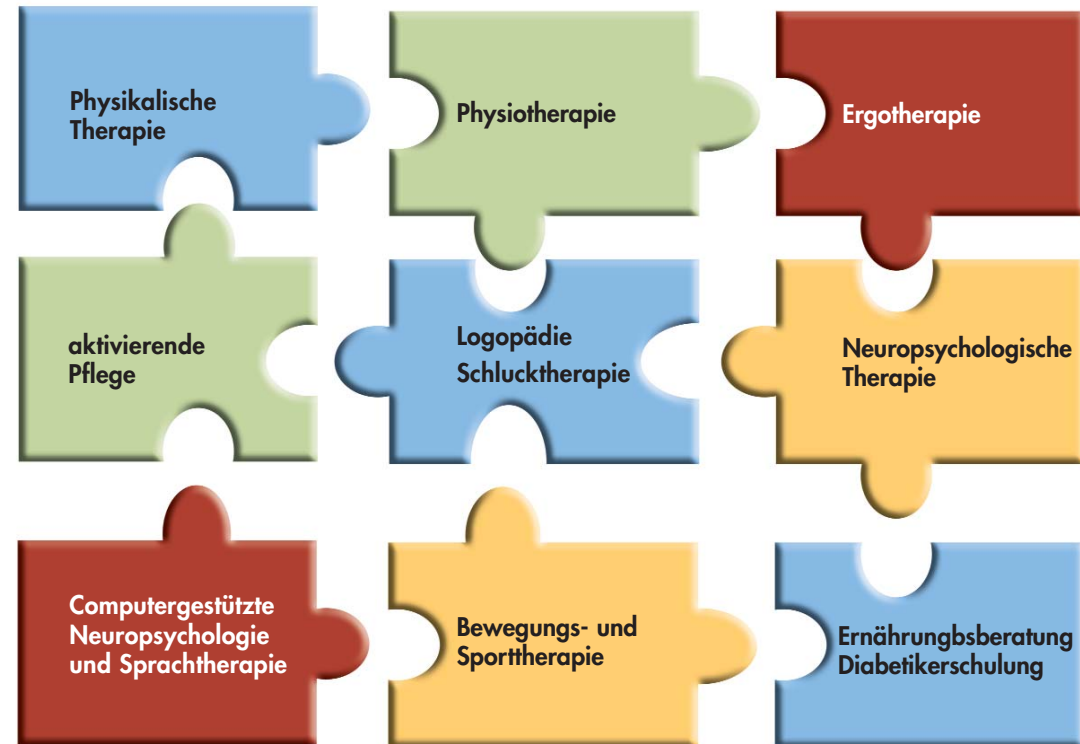 Physikalische
Therapie
Physiotherapie
Ergotherapie
aktivierende
Pflege
Logopädie
Schlucktherapie
Neuropsychologische
Therapie
Computergestützte
Neuropsychologie
und Sprachtherapie
Bewegungs- und
Sporttherapie
Ernährungbsberatung
Diabetikerschulung